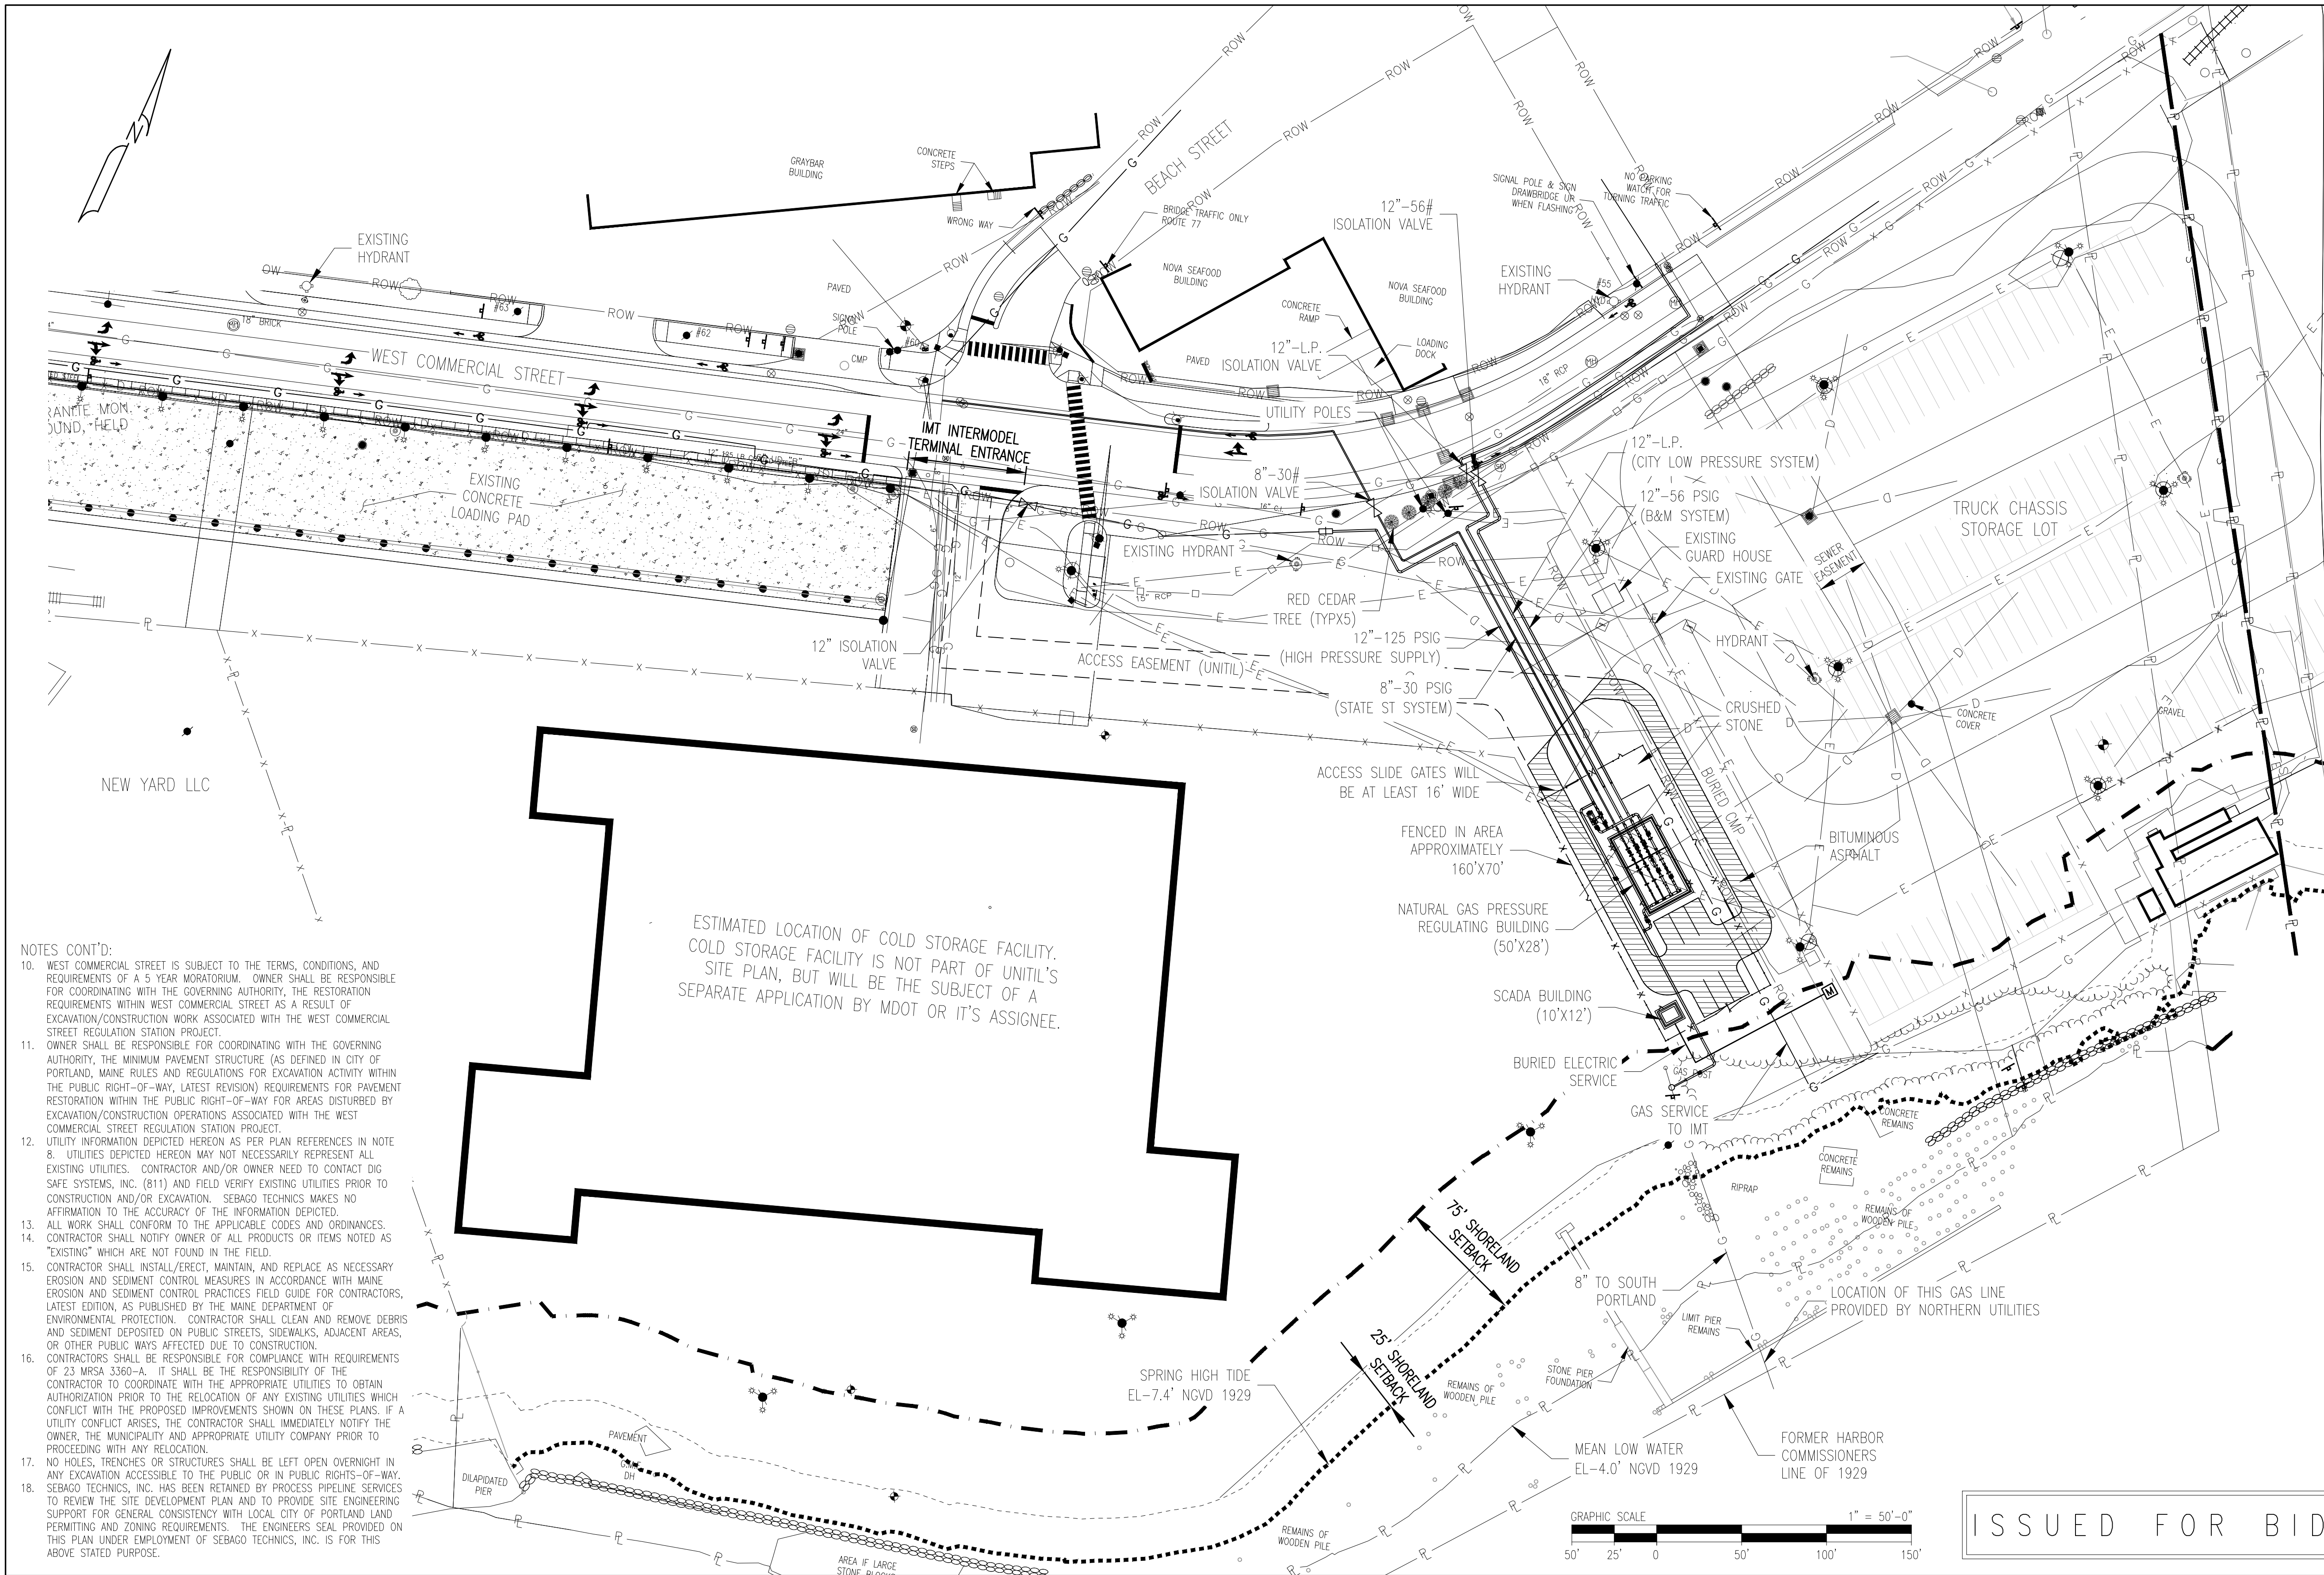 GRAYBAR
BUILDING
CONCRETE
STEPS
WRONG WAY
BEACH STREET
BRIDGE TRAFFIC ONLY
ROUTE 77
12"-56#
ISOLATION VALVE
SIGNAL POLE & SIGN
DRAWBRIDGE UP
WHEN FLASHING
NO PARKING
WATCH FOR
TURNING TRAFFIC
EXISTING
HYDRANT
EXISTING
HYDRANT
NOVA SEAFOOD
BUILDING
NOVA SEAFOOD
BUILDING
CONCRETE
RAMP
LOADING
DOCK
PAVED
PAVED
SIGNAL
POLE
#63
#62
#60
#55
18" BRICK
CMP
WEST COMMERCIAL STREET
12"-L.P.
ISOLATION VALVE
18" RCP
UTILITY POLES
IMT INTERMODEL
TERMINAL ENTRANCE
8"-30#
ISOLATION VALVE
16" C.I.
12"-L.P.
(CITY LOW PRESSURE SYSTEM)
12"-56 PSIG
(B&M SYSTEM)
EXISTING
GUARD HOUSE
EXISTING GATE
TRUCK CHASSIS
STORAGE LOT
SEWER
EASEMENT
EXISTING
CONCRETE
LOADING PAD
EXISTING HYDRANT
15" RCP
RED CEDAR
TREE (TYPX5)
12" ISOLATION
VALVE
ACCESS EASEMENT (UNITIL)
12"-125 PSIG
(HIGH PRESSURE SUPPLY)
8"-30 PSIG
(STATE ST SYSTEM)
HYDRANT
CRUSHED
STONE
CONCRETE
COVER
GRAVEL
BURIED CMP
BITUMINOUS
ASPHALT
ACCESS SLIDE GATES WILL
BE AT LEAST 16' WIDE
FENCED IN AREA
APPROXIMATELY
160'X70'
NATURAL GAS PRESSURE
REGULATING BUILDING
(50'X28')
SCADA BUILDING
(10'X12')
BURIED ELECTRIC
SERVICE
GAS POST
GAS SERVICE
TO IMT
NEW YARD LLC
ESTIMATED LOCATION OF COLD STORAGE FACILITY.
COLD STORAGE FACILITY IS NOT PART OF UNITIL'S
SITE PLAN, BUT WILL BE THE SUBJECT OF A
SEPARATE APPLICATION BY MDOT OR IT'S ASSIGNEE.
NOTES CONT'D:
10. WEST COMMERCIAL STREET IS SUBJECT TO THE TERMS, CONDITIONS, AND
REQUIREMENTS OF A 5 YEAR MORATORIUM. OWNER SHALL BE RESPONSIBLE
FOR COORDINATING WITH THE GOVERNING AUTHORITY, THE RESTORATION
REQUIREMENTS WITHIN WEST COMMERCIAL STREET AS A RESULT OF
EXCAVATION/CONSTRUCTION WORK ASSOCIATED WITH THE WEST COMMERCIAL
STREET REGULATION STATION PROJECT.
11. OWNER SHALL BE RESPONSIBLE FOR COORDINATING WITH THE GOVERNING
AUTHORITY, THE MINIMUM PAVEMENT STRUCTURE (AS DEFINED IN CITY OF
PORTLAND, MAINE RULES AND REGULATIONS FOR EXCAVATION ACTIVITY WITHIN
THE PUBLIC RIGHT-OF-WAY, LATEST REVISION) REQUIREMENTS FOR PAVEMENT
RESTORATION WITHIN THE PUBLIC RIGHT-OF-WAY FOR AREAS DISTURBED BY
EXCAVATION/CONSTRUCTION OPERATIONS ASSOCIATED WITH THE WEST
COMMERCIAL STREET REGULATION STATION PROJECT.
12. UTILITY INFORMATION DEPICTED HEREON AS PER PLAN REFERENCES IN NOTE
8. UTILITIES DEPICTED HEREON MAY NOT NECESSARILY REPRESENT ALL
EXISTING UTILITIES. CONTRACTOR AND/OR OWNER NEED TO CONTACT DIG
SAFE SYSTEMS, INC. (811) AND FIELD VERIFY EXISTING UTILITIES PRIOR TO
CONSTRUCTION AND/OR EXCAVATION. SEBAGO TECHNICS MAKES NO
AFFIRMATION TO THE ACCURACY OF THE INFORMATION DEPICTED.
13. ALL WORK SHALL CONFORM TO THE APPLICABLE CODES AND ORDINANCES.
14. CONTRACTOR SHALL NOTIFY OWNER OF ALL PRODUCTS OR ITEMS NOTED AS
"EXISTING" WHICH ARE NOT FOUND IN THE FIELD.
15. CONTRACTOR SHALL INSTALL/ERECT, MAINTAIN, AND REPLACE AS NECESSARY
EROSION AND SEDIMENT CONTROL MEASURES IN ACCORDANCE WITH MAINE
EROSION AND SEDIMENT CONTROL PRACTICES FIELD GUIDE FOR CONTRACTORS,
LATEST EDITION, AS PUBLISHED BY THE MAINE DEPARTMENT OF
ENVIRONMENTAL PROTECTION. CONTRACTOR SHALL CLEAN AND REMOVE DEBRIS
AND SEDIMENT DEPOSITED ON PUBLIC STREETS, SIDEWALKS, ADJACENT AREAS,
OR OTHER PUBLIC WAYS AFFECTED DUE TO CONSTRUCTION.
16. CONTRACTORS SHALL BE RESPONSIBLE FOR COMPLIANCE WITH REQUIREMENTS
OF 23 MRSA 3360-A. IT SHALL BE THE RESPONSIBILITY OF THE
CONTRACTOR TO COORDINATE WITH THE APPROPRIATE UTILITIES TO OBTAIN
AUTHORIZATION PRIOR TO THE RELOCATION OF ANY EXISTING UTILITIES WHICH
CONFLICT WITH THE PROPOSED IMPROVEMENTS SHOWN ON THESE PLANS. IF A
UTILITY CONFLICT ARISES, THE CONTRACTOR SHALL IMMEDIATELY NOTIFY THE
OWNER, THE MUNICIPALITY AND APPROPRIATE UTILITY COMPANY PRIOR TO
PROCEEDING WITH ANY RELOCATION.
17. NO HOLES, TRENCHES OR STRUCTURES SHALL BE LEFT OPEN OVERNIGHT IN
ANY EXCAVATION ACCESSIBLE TO THE PUBLIC OR IN PUBLIC RIGHTS-OF-WAY.
18. SEBAGO TECHNICS, INC. HAS BEEN RETAINED BY PROCESS PIPELINE SERVICES
TO REVIEW THE SITE DEVELOPMENT PLAN AND TO PROVIDE SITE ENGINEERING
SUPPORT FOR GENERAL CONSISTENCY WITH LOCAL CITY OF PORTLAND LAND
PERMITTING AND ZONING REQUIREMENTS. THE ENGINEERS SEAL PROVIDED ON
THIS PLAN UNDER EMPLOYMENT OF SEBAGO TECHNICS, INC. IS FOR THIS
ABOVE STATED PURPOSE.
75' SHORELAND
SETBACK
25' SHORELAND
SETBACK
SPRING HIGH TIDE
EL-7.4' NGVD 1929
CONCRETE
REMAINS
CONCRETE
REMAINS
RIPRAP
REMAINS OF
WOODEN PILE
8" TO SOUTH
PORTLAND
LOCATION OF THIS GAS LINE
PROVIDED BY NORTHERN UTILITIES
LIMIT PIER
REMAINS
STONE PIER
FOUNDATION
REMAINS OF
WOODEN PILE
MEAN LOW WATER
EL-4.0' NGVD 1929
FORMER HARBOR
COMMISSIONERS
LINE OF 1929
PAVEMENT
DH
DILAPIDATED
PIER
AREA IF LARGE
REMAINS OF
WOODEN PILE
GRAPHIC SCALE 1" = 50'-0"
50' 25' 0 50' 100' 150'
ISSUED FOR BID